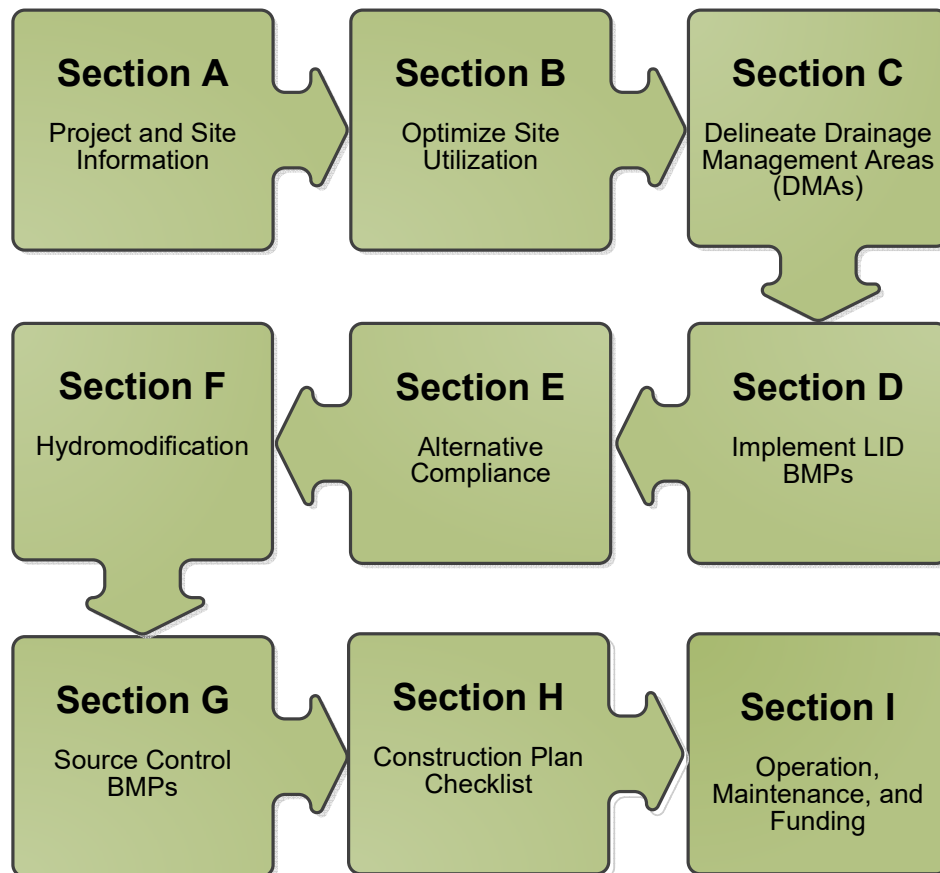 Section A
Project and Site
Information
Section B
Optimize Site
Utilization
Section C
Delineate Drainage
Management Areas
(DMAs)
Section D
Implement LID
BMPs
Section E
Alternative
Compliance
Section F
Hydromodification
Section G
Source Control
BMPs
Section H
Construction Plan
Checklist
Section I
Operation,
Maintenance, and
Funding